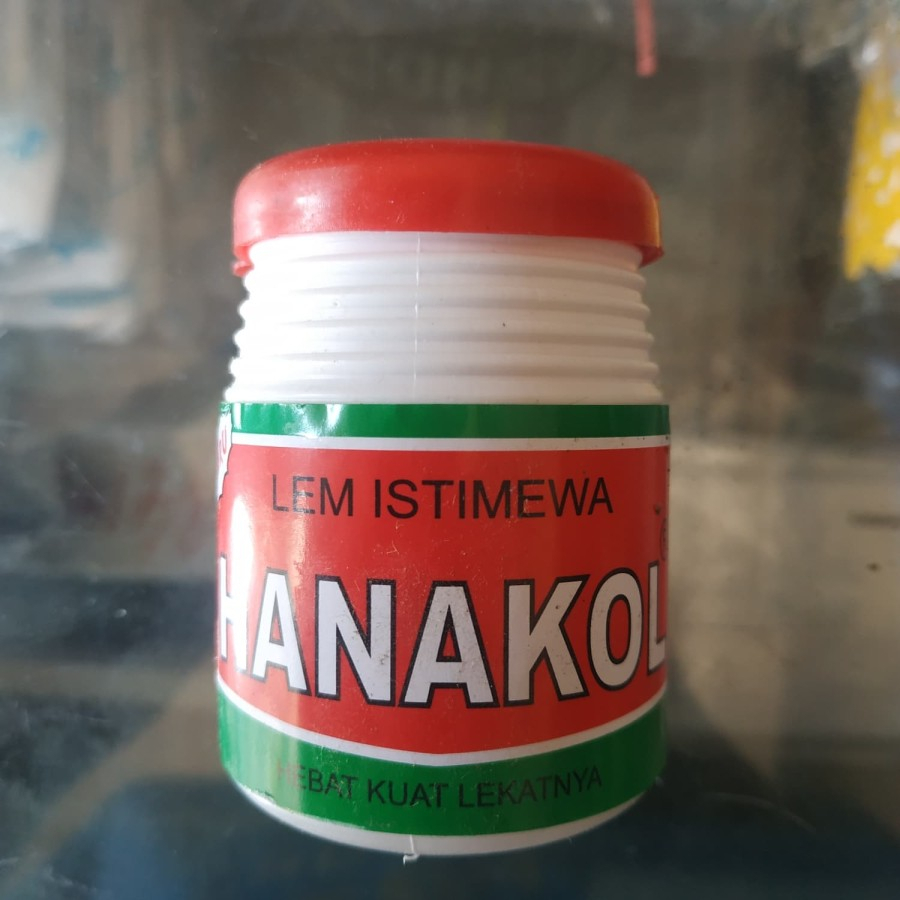 LEM ISTIMEWA
HANAKOL
HEBAT KUAT LEKATNYA